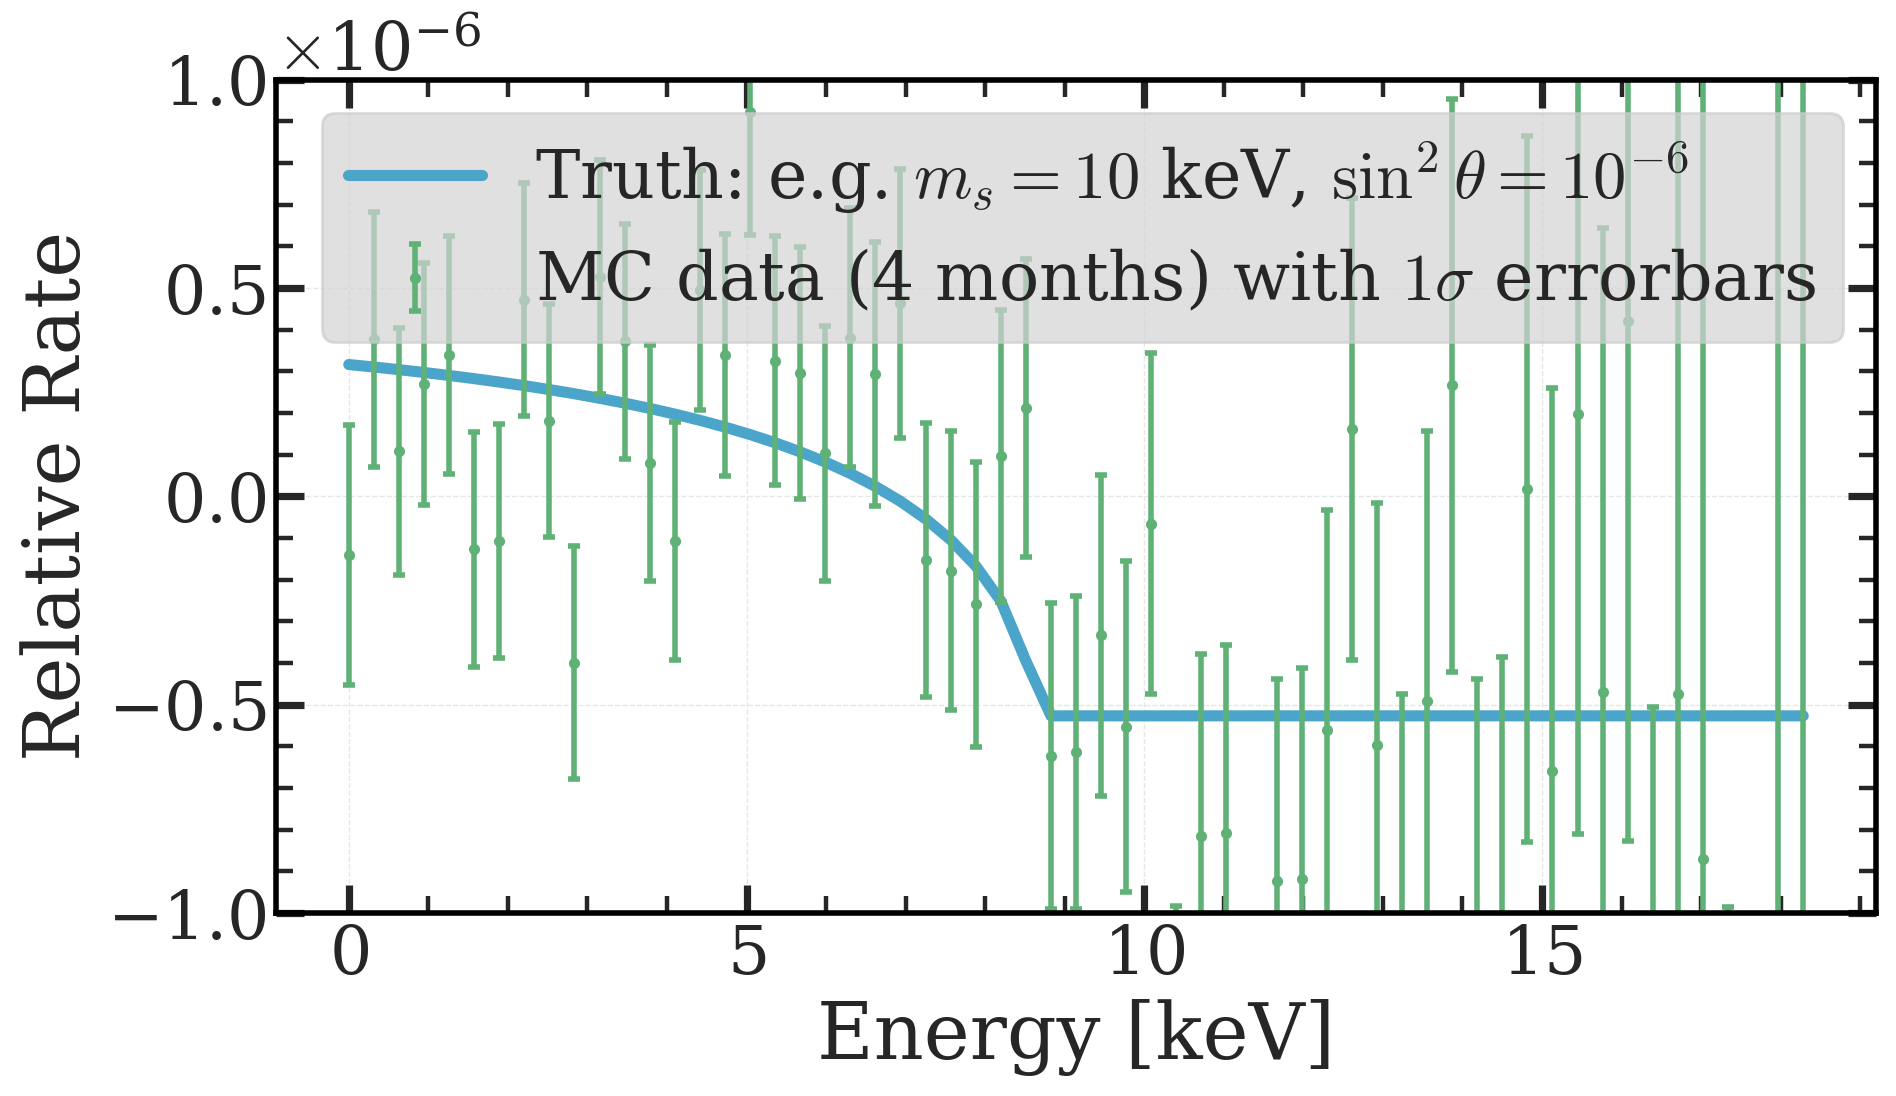 ×10⁻⁶
1.0
0.5
0.0
−0.5
−1.0
Relative Rate
Truth: e.g. mₛ = 10 keV, sin² θ = 10⁻⁶
MC data (4 months) with 1σ errorbars
0 5 10 15
Energy [keV]